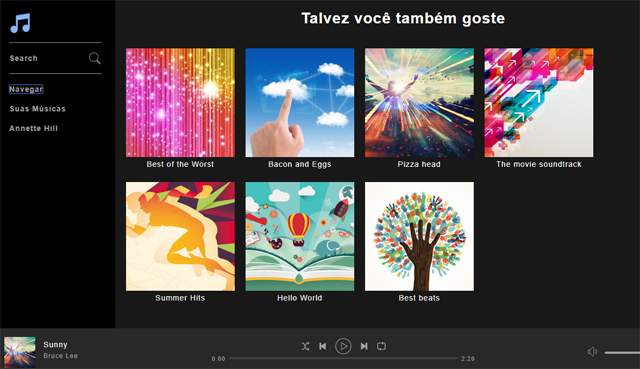 Talvez você também goste
Search
Navegar
Suas Músicas
Annette Hill
Best of the Worst
Bacon and Eggs
Pizza head
The movie soundtrack
Summer Hits
Hello World
Best beats
Sunny
Bruce Lee
0.00
2:20